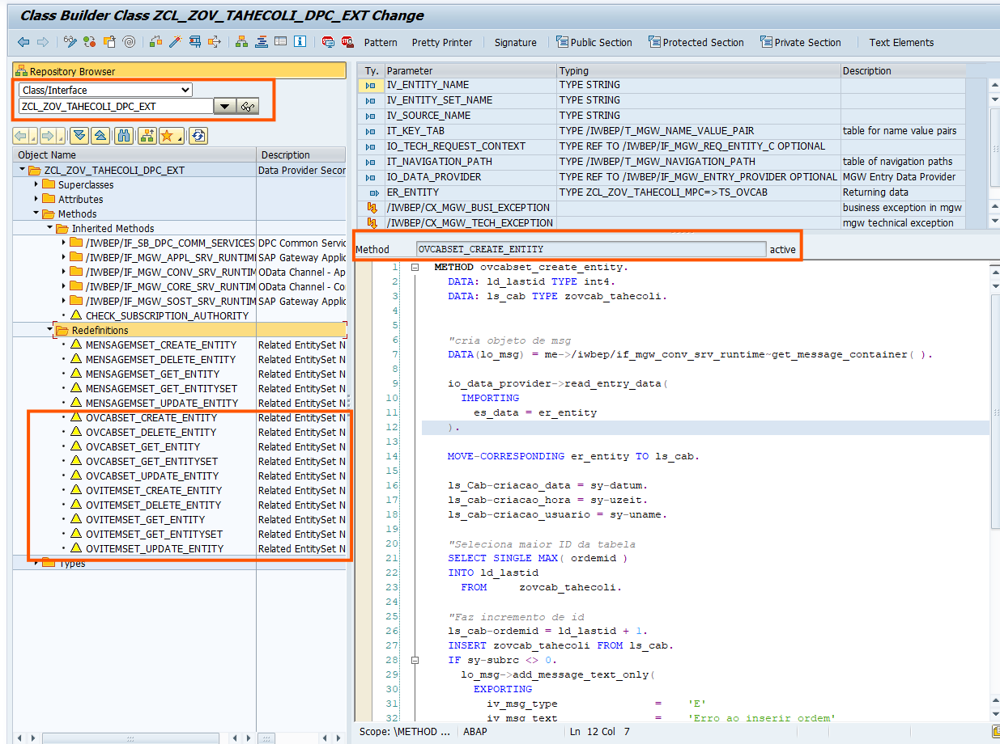 Class Builder Class ZCL_ZOV_TAHECOLI_DPC_EXT Change
Pattern Pretty Printer Signature Public Section Protected Section Private Section Text Elements
Repository Browser
Class/Interface
ZCL_ZOV_TAHECOLI_DPC_EXT
Object Name Description
ZCL_ZOV_TAHECOLI_DPC_EXT Data Provider Secor
Superclasses
Attributes
Methods
Inherited Methods
/IWBEP/IF_SB_DPC_COMM_SERVICES DPC Common Servic
/IWBEP/IF_MGW_APPL_SRV_RUNTIM SAP Gateway Applic
/IWBEP/IF_MGW_CONV_SRV_RUNTIM OData Channel - Ap
/IWBEP/IF_MGW_CORE_SRV_RUNTIM OData Channel - Co
/IWBEP/IF_MGW_SOST_SRV_RUNTIM SAP Gateway Applic
CHECK_SUBSCRIPTION_AUTHORITY
Redefinitions
MENSAGEMSET_CREATE_ENTITY Related EntitySet N
MENSAGEMSET_DELETE_ENTITY Related EntitySet N
MENSAGEMSET_GET_ENTITY Related EntitySet N
MENSAGEMSET_GET_ENTITYSET Related EntitySet N
MENSAGEMSET_UPDATE_ENTITY Related EntitySet N
OVCABSET_CREATE_ENTITY Related EntitySet N
OVCABSET_DELETE_ENTITY Related EntitySet N
OVCABSET_GET_ENTITY Related EntitySet N
OVCABSET_GET_ENTITYSET Related EntitySet N
OVCABSET_UPDATE_ENTITY Related EntitySet N
OVITEMSET_CREATE_ENTITY Related EntitySet N
OVITEMSET_DELETE_ENTITY Related EntitySet N
OVITEMSET_GET_ENTITY Related EntitySet N
OVITEMSET_GET_ENTITYSET Related EntitySet N
OVITEMSET_UPDATE_ENTITY Related EntitySet N
Types
Ty. Parameter Typing Description
IV_ENTITY_NAME TYPE STRING
IV_ENTITY_SET_NAME TYPE STRING
IV_SOURCE_NAME TYPE STRING
IT_KEY_TAB TYPE /IWBEP/T_MGW_NAME_VALUE_PAIR table for name value pairs
IO_TECH_REQUEST_CONTEXT TYPE REF TO /IWBEP/IF_MGW_REQ_ENTITY_C OPTIONAL
IT_NAVIGATION_PATH TYPE /IWBEP/T_MGW_NAVIGATION_PATH table of navigation paths
IO_DATA_PROVIDER TYPE REF TO /IWBEP/IF_MGW_ENTRY_PROVIDER OPTIONAL MGW Entry Data Provider
ER_ENTITY TYPE ZCL_ZOV_TAHECOLI_MPC=>TS_OVCAB Returning data
/IWBEP/CX_MGW_BUSI_EXCEPTION business exception in mgw
/IWBEP/CX_MGW_TECH_EXCEPTION mgw technical exception
Method OVCABSET_CREATE_ENTITY active
1 METHOD ovcabset_create_entity.
2 DATA: ld_lastid TYPE int4.
3 DATA: ls_cab TYPE zovcab_tahecoli.
4
5
6 "cria objeto de msg
7 DATA(lo_msg) = me->/iwbep/if_mgw_conv_srv_runtime~get_message_container( ).
8
9 io_data_provider->read_entry_data(
10 IMPORTING
11 es_data = er_entity
12 ).
13
14 MOVE-CORRESPONDING er_entity TO ls_cab.
15
16 ls_Cab-criacao_data = sy-datum.
17 ls_cab-criacao_hora = sy-uzeit.
18 ls_cab-criacao_usuario = sy-uname.
19
20 "Seleciona maior ID da tabela
21 SELECT SINGLE MAX( ordemid )
22 INTO ld_lastid
23 FROM zovcab_tahecoli.
24
25 "Faz incremento de id
26 ls_cab-ordemid = ld_lastid + 1.
27 INSERT zovcab_tahecoli FROM ls_cab.
28 IF sy-subrc <> 0.
29 lo_msg->add_message_text_only(
30 EXPORTING
31 iv_msg_type = 'E'
32 iv_msg_text = 'Erro ao inserir ordem'
Scope: \METHOD ... ABAP Ln 12 Col 7